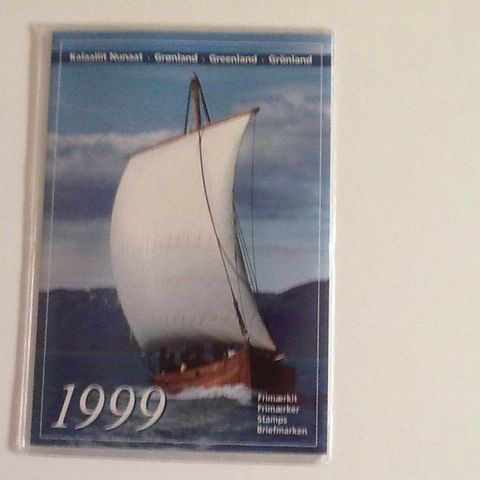 Kalaallit Nunaat · Grønland · Greenland · Grönland
1999
Frimærkit
Frimærker
Stamps
Briefmarken